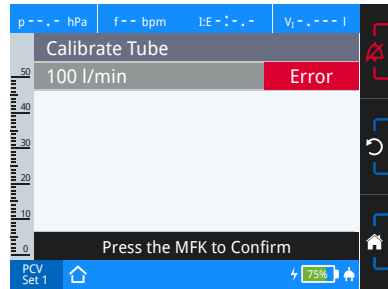 p--.- hPa f-- bpm I:E-:-.- VI-.--- l
Calibrate Tube
100 l/min Error
50
40
30
20
10
0
Press the MFK to Confirm
PCV
Set 1 75%